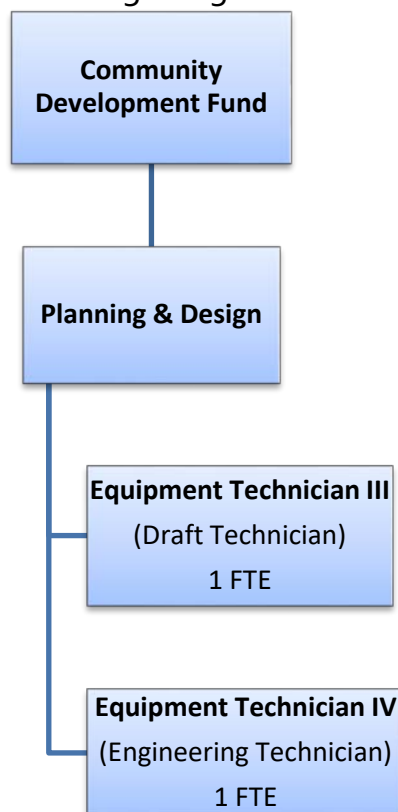 Community
Development Fund
Planning & Design
Equipment Technician III
(Draft Technician)
1 FTE
Equipment Technician IV
(Engineering Technician)
1 FTE